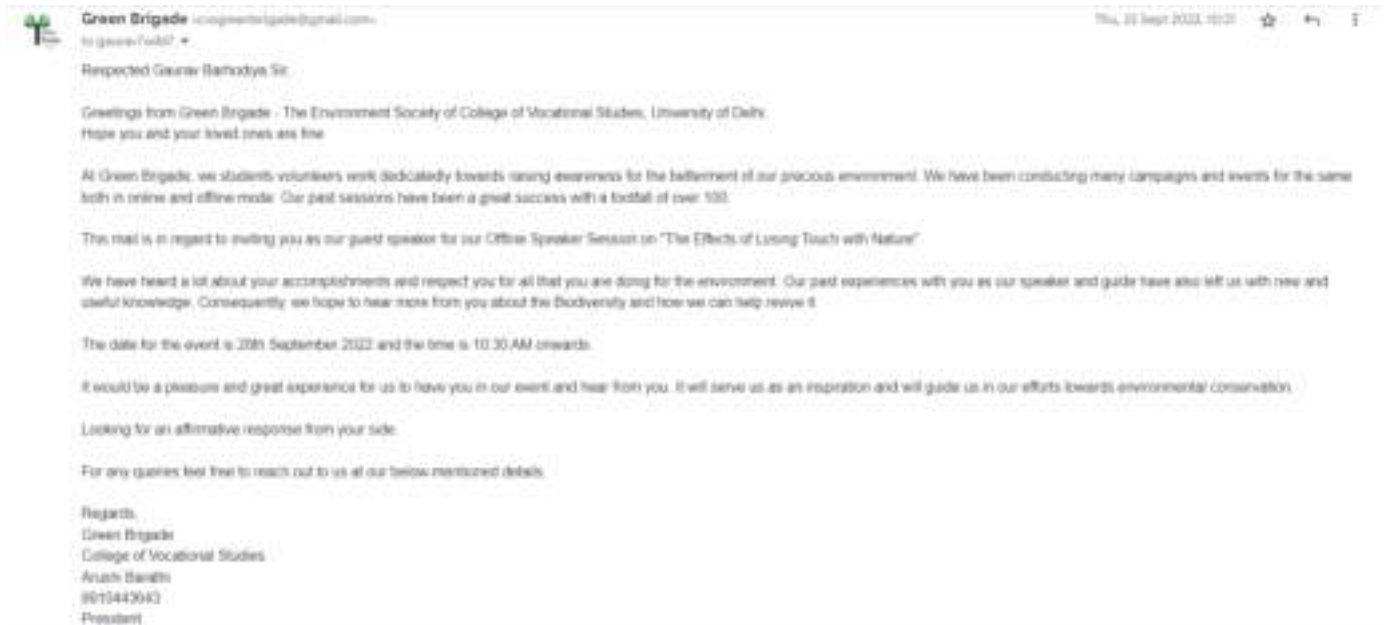 Green Brigade
Respected Gaurav Barhodiya Sir,
Greetings from Green Brigade - The Environment Society of College of Vocational Studies, University of Delhi.
Hope you and your loved ones are fine
At Green Brigade, we students volunteers work dedicatedly towards raising awareness for the betterment of our precious environment. We have been conducting many campaigns and events for the same
both in online and offline mode. Our past sessions have been a great success with a footfall of over 100.
This mail is in regard to inviting you as our guest speaker for our Offline Speaker Session on "The Effects of Losing Touch with Nature"
We have heard a lot about your accomplishments and respect you for all that you are doing for the environment. Our past experiences with you as our speaker and guide have also left us with new and
useful knowledge. Consequently, we hope to hear more from you about the Biodiversity and how we can help revive it
The date for the event is September 2022 and the time is 10:30 AM onwards.
It would be a pleasure and great experience for us to have you in our event and hear from you. It will serve us as an inspiration and will guide us in our efforts towards environmental conservation.
Looking for an affirmative response from your side.
For any queries feel free to reach out to us at our below-mentioned details.
Regards,
Green Brigade
College of Vocational Studies
President